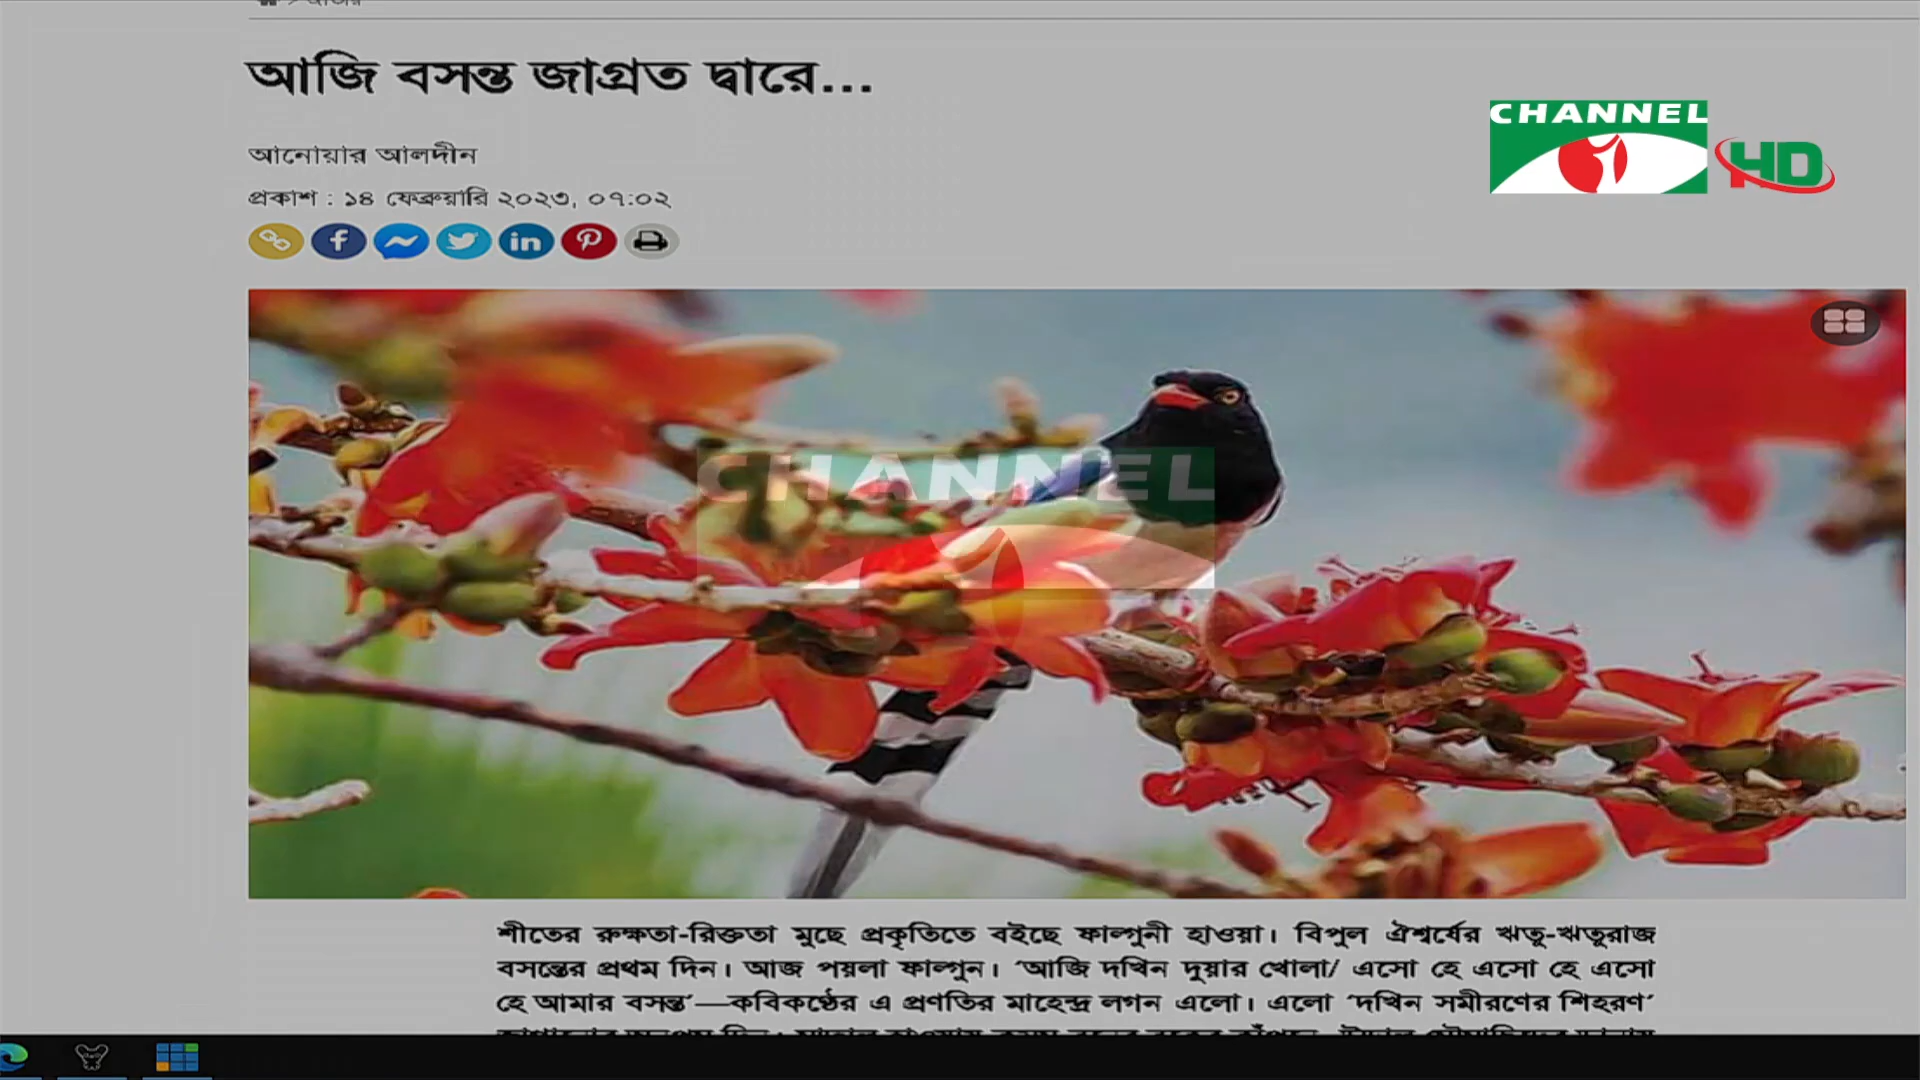 আজি বসন্ত জাগ্রত দ্বারে...
CHANNEL
HD
আনোয়ার আলদীন
প্রকাশ : ১৪ ফেব্রুয়ারি ২০২৩, ০৭:০২
CHANNEL
শীতের রুক্ষতা-রিক্ততা মুছে প্রকৃতিতে বইছে ফাল্গুনী হাওয়া। বিপুল ঐশ্বর্যের ঋতু-ঋতুরাজ
বসন্তের প্রথম দিন। আজ পয়লা ফাল্গুন। ‘আজি দখিন দুয়ার খোলা/ এসো হে এসো হে এসো
হে আমার বসন্ত’—কবিকণ্ঠের এ প্রণতির মাহেন্দ্র লগন এলো। এলো ‘দখিন সমীরণের শিহরণ’